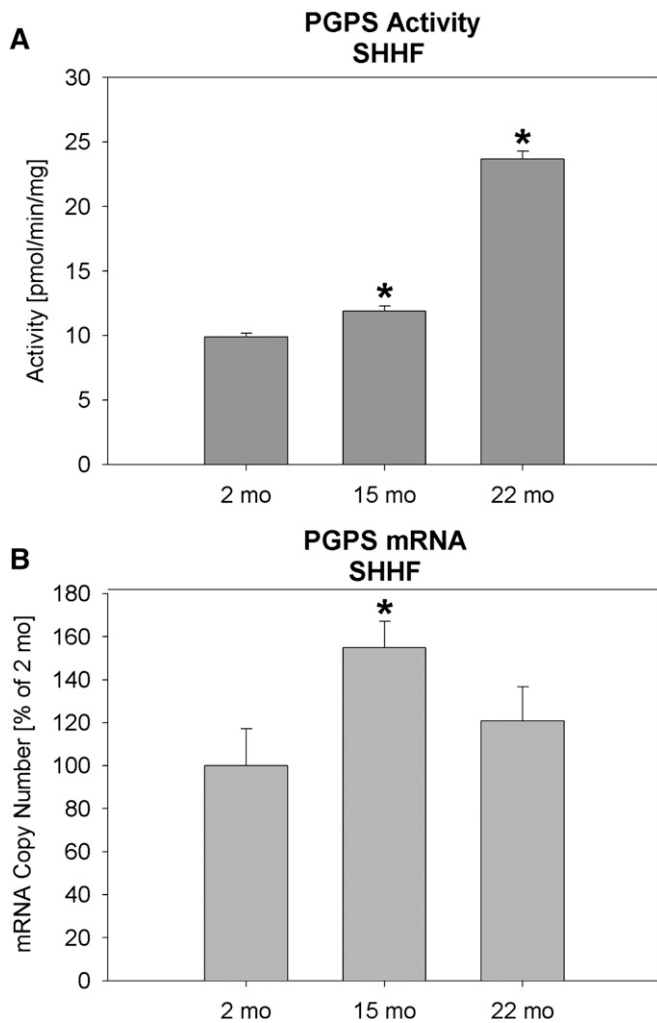 A
PGPS Activity
SHHF
Activity [pmol/min/mg]
30
25
20
15
10
5
0
*
*
2 mo
15 mo
22 mo
B
PGPS mRNA
SHHF
mRNA Copy Number [% of 2 mo]
180
160
140
120
100
80
60
40
20
0
*
2 mo
15 mo
22 mo